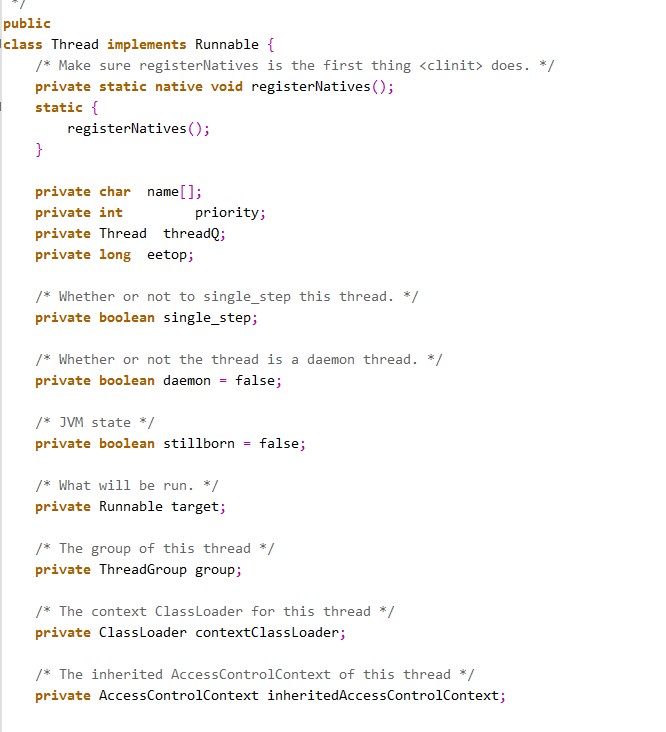 */
public
class Thread implements Runnable {
    /* Make sure registerNatives is the first thing <clinit> does. */
    private static native void registerNatives();
    static {
        registerNatives();
    }

    private char  name[];
    private int         priority;
    private Thread  threadQ;
    private long  eetop;

    /* Whether or not to single_step this thread. */
    private boolean single_step;

    /* Whether or not the thread is a daemon thread. */
    private boolean daemon = false;

    /* JVM state */
    private boolean stillborn = false;

    /* What will be run. */
    private Runnable target;

    /* The group of this thread */
    private ThreadGroup group;

    /* The context ClassLoader for this thread */
    private ClassLoader contextClassLoader;

    /* The inherited AccessControlContext of this thread */
    private AccessControlContext inheritedAccessControlContext;